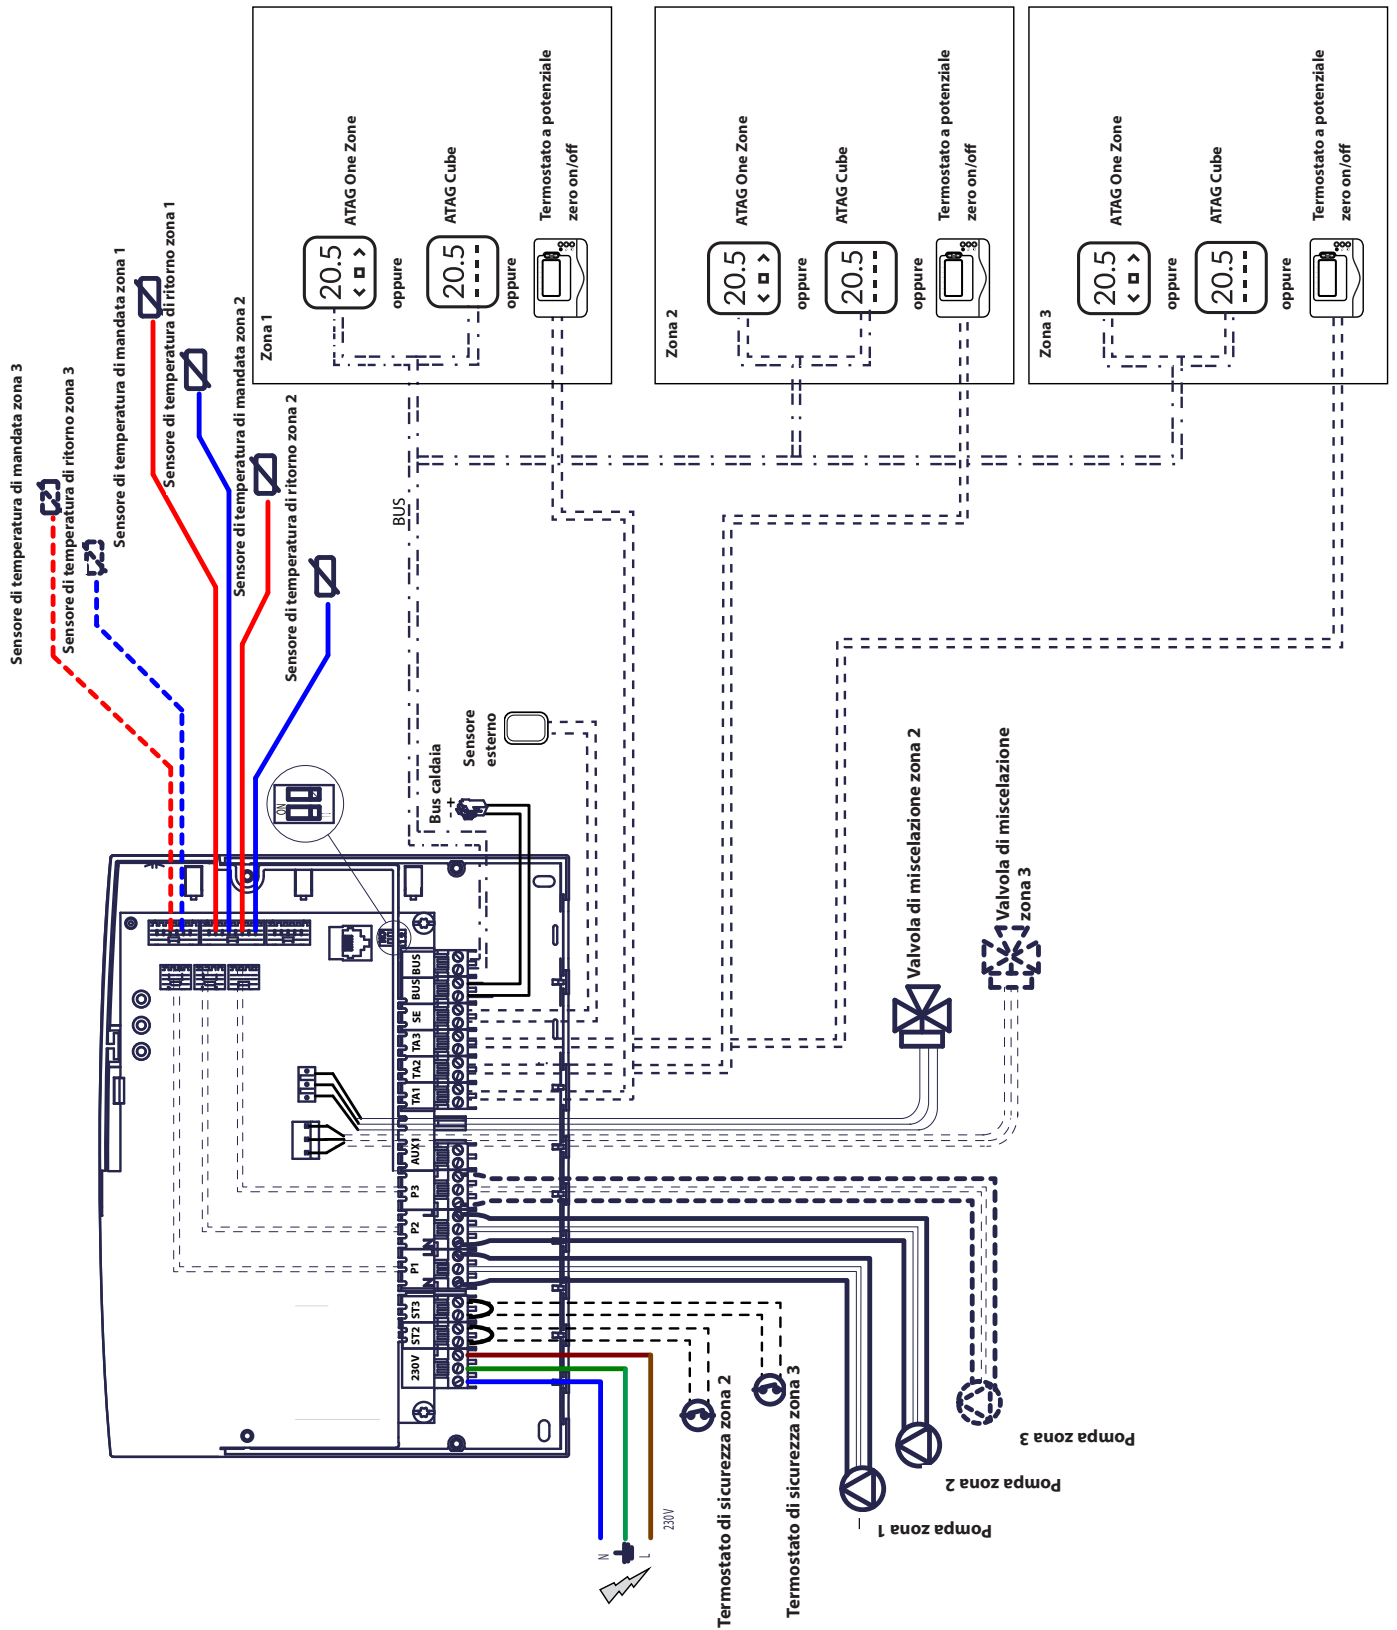 Sensore di temperatura di mandata zona 3
Sensore di temperatura di ritorno zona 3
Sensore di temperatura di mandata zona 1
Sensore di temperatura di ritorno zona 1
Sensore di temperatura di mandata zona 2
Sensore di temperatura di ritorno zona 2
Zona 1
20.5
ATAG One Zone
oppure
20.5
ATAG Cube
oppure
Termostato a potenziale
zero on/off
Zona 2
20.5
ATAG One Zone
oppure
20.5
ATAG Cube
oppure
Termostato a potenziale
zero on/off
Zona 3
20.5
ATAG One Zone
oppure
20.5
ATAG Cube
oppure
Termostato a potenziale
zero on/off
BUS
Bus caldaia
- +
Sensore
esterno
ON
230V
ST2
ST3
P1
P2
P3
AUX1
TA1
TA2
TA3
SE
BUS
BUS
N
L
N
L
Valvola di miscelazione zona 2
Valvola di miscelazione
zona 3
N
L
230V
Termostato di sicurezza zona 2
Termostato di sicurezza zona 3
Pompa zona 1
Pompa zona 2
Pompa zona 3